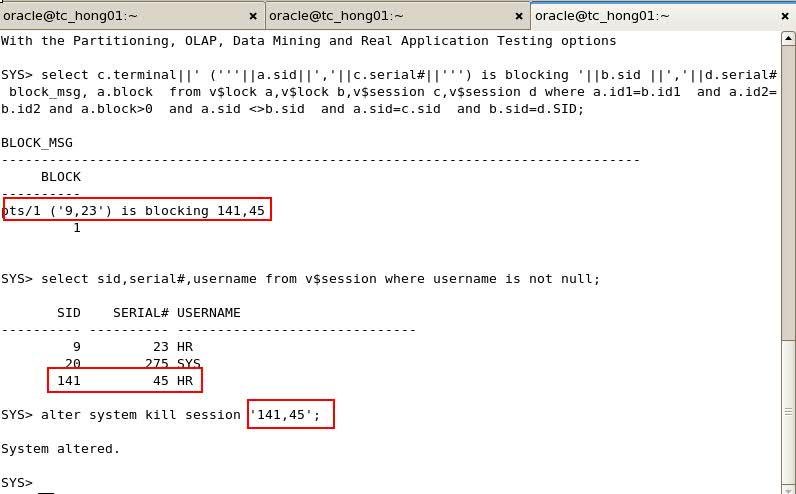 oracle@tc_hong01:~ × oracle@tc_hong01:~ × oracle@tc_hong01:~ ×
With the Partitioning, OLAP, Data Mining and Real Application Testing options
SYS> select c.terminal||' ('''||a.sid||','||c.serial#||''') is blocking '||b.sid ||','||d.serial#
block_msg, a.block from v$lock a,v$lock b,v$session c,v$session d where a.id1=b.id1 and a.id2=
b.id2 and a.block>0 and a.sid <>b.sid and a.sid=c.sid and b.sid=d.SID;
BLOCK_MSG
--------------------------------------------------------------------------------
BLOCK
----------
pts/1 ('9,23') is blocking 141,45
1
SYS> select sid,serial#,username from v$session where username is not null;
SID SERIAL# USERNAME
---------- ---------- ------------------------------
9 23 HR
20 275 SYS
141 45 HR
SYS> alter system kill session '141,45';
System altered.
SYS>